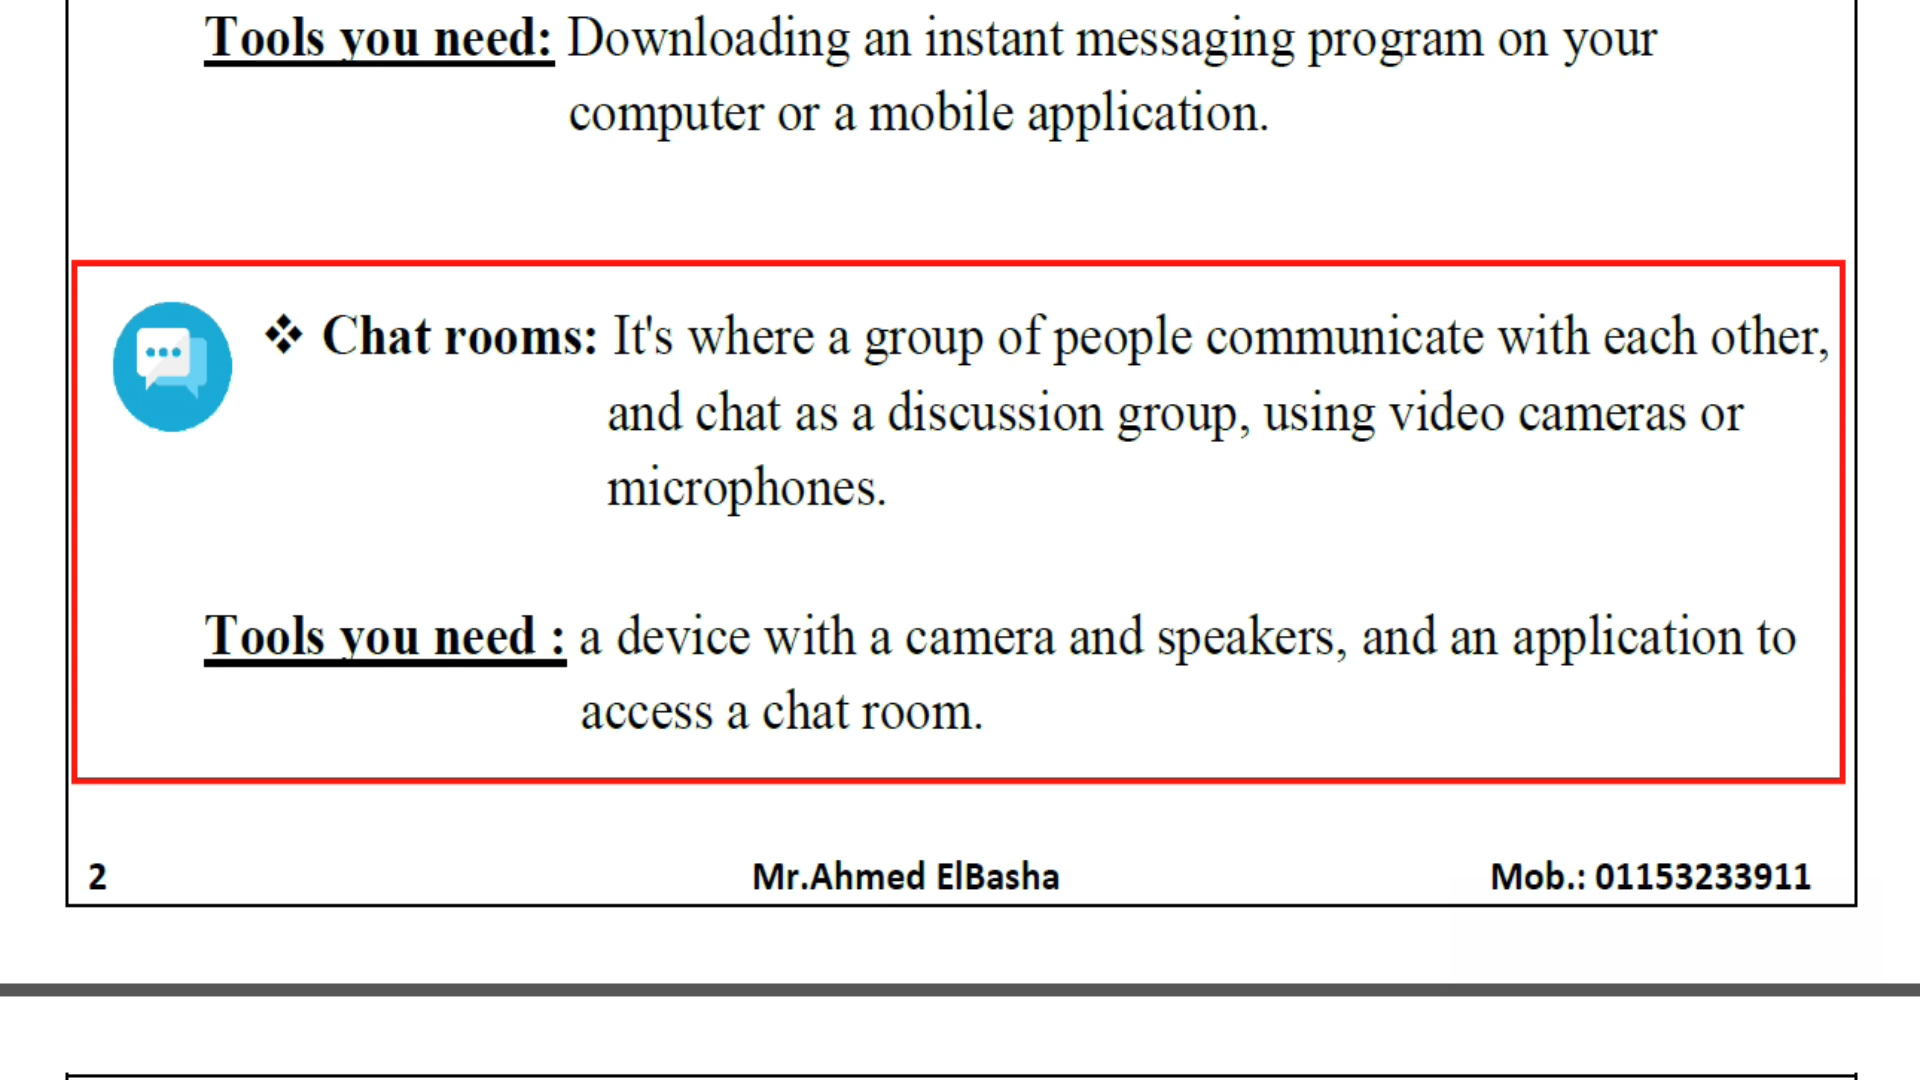 Tools you need: Downloading an instant messaging program on your
computer or a mobile application.
❖ Chat rooms: It's where a group of people communicate with each other,
and chat as a discussion group, using video cameras or
microphones.
Tools you need : a device with a camera and speakers, and an application to
access a chat room.
2 Mr.Ahmed ElBasha Mob.: 01153233911